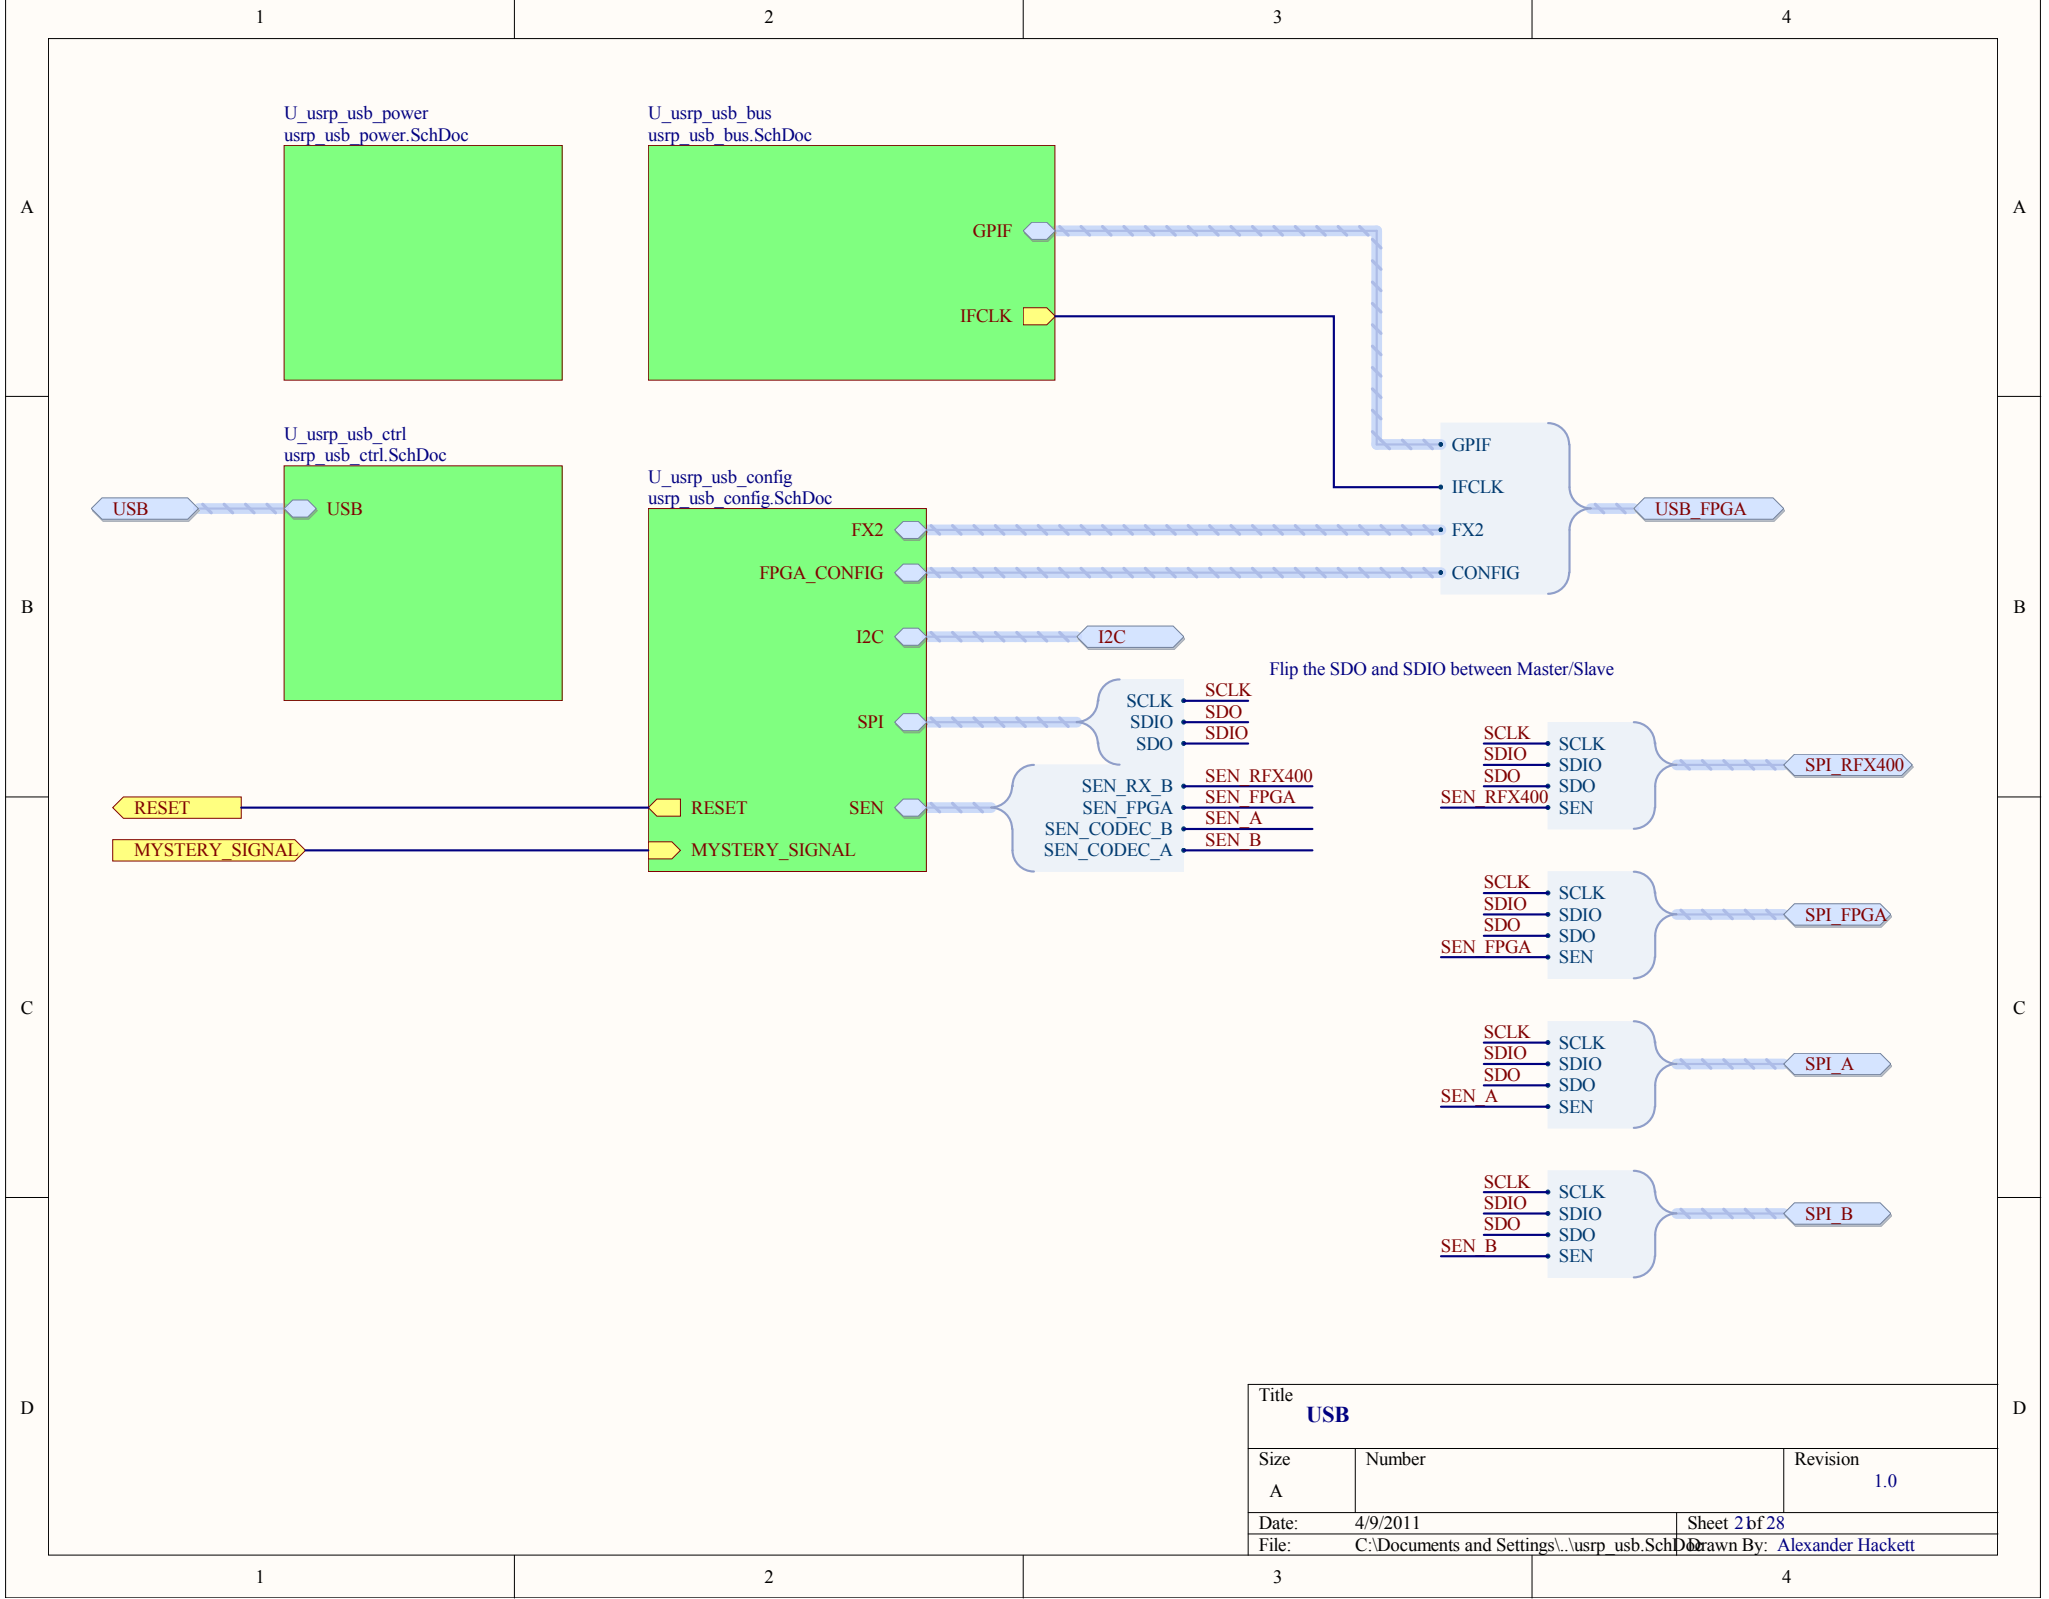 1 2 3 4
A A
U_usrp_usb_power
usrp_usb_power.SchDoc
U_usrp_usb_bus
usrp_usb_bus.SchDoc
GPIF
IFCLK
B B
U_usrp_usb_ctrl
usrp_usb_ctrl.SchDoc
USB USB
U_usrp_usb_config
usrp_usb_config.SchDoc
FX2
FPGA_CONFIG
I2C
SPI
RESET
SEN
MYSTERY_SIGNAL
RESET
MYSTERY_SIGNAL
GPIF
IFCLK
FX2
CONFIG
USB_FPGA
I2C
Flip the SDO and SDIO between Master/Slave
SCLK SCLK
SDIO SDO
SDO SDIO
SEN_RX_B SEN_RFX400
SEN_FPGA SEN_FPGA
SEN_CODEC_B SEN_A
SEN_CODEC_A SEN_B
SCLK SCLK
SDIO SDIO
SDO SDO
SEN_RFX400 SEN
SPI_RFX400
C C
SCLK SCLK
SDIO SDIO
SDO SDO
SEN_FPGA SEN
SPI_FPGA
SCLK SCLK
SDIO SDIO
SDO SDO
SEN_A SEN
SPI_A
SCLK SCLK
SDIO SDIO
SDO SDO
SEN_B SEN
SPI_B
D D
Title
USB
Size
A
Number
Revision
1.0
Date: 4/9/2011
Sheet 21 of 28
File: C:\Documents and Settings\..\usrp_usb.SchDoc
Drawn By: Alexander Hackett
1 2 3 4